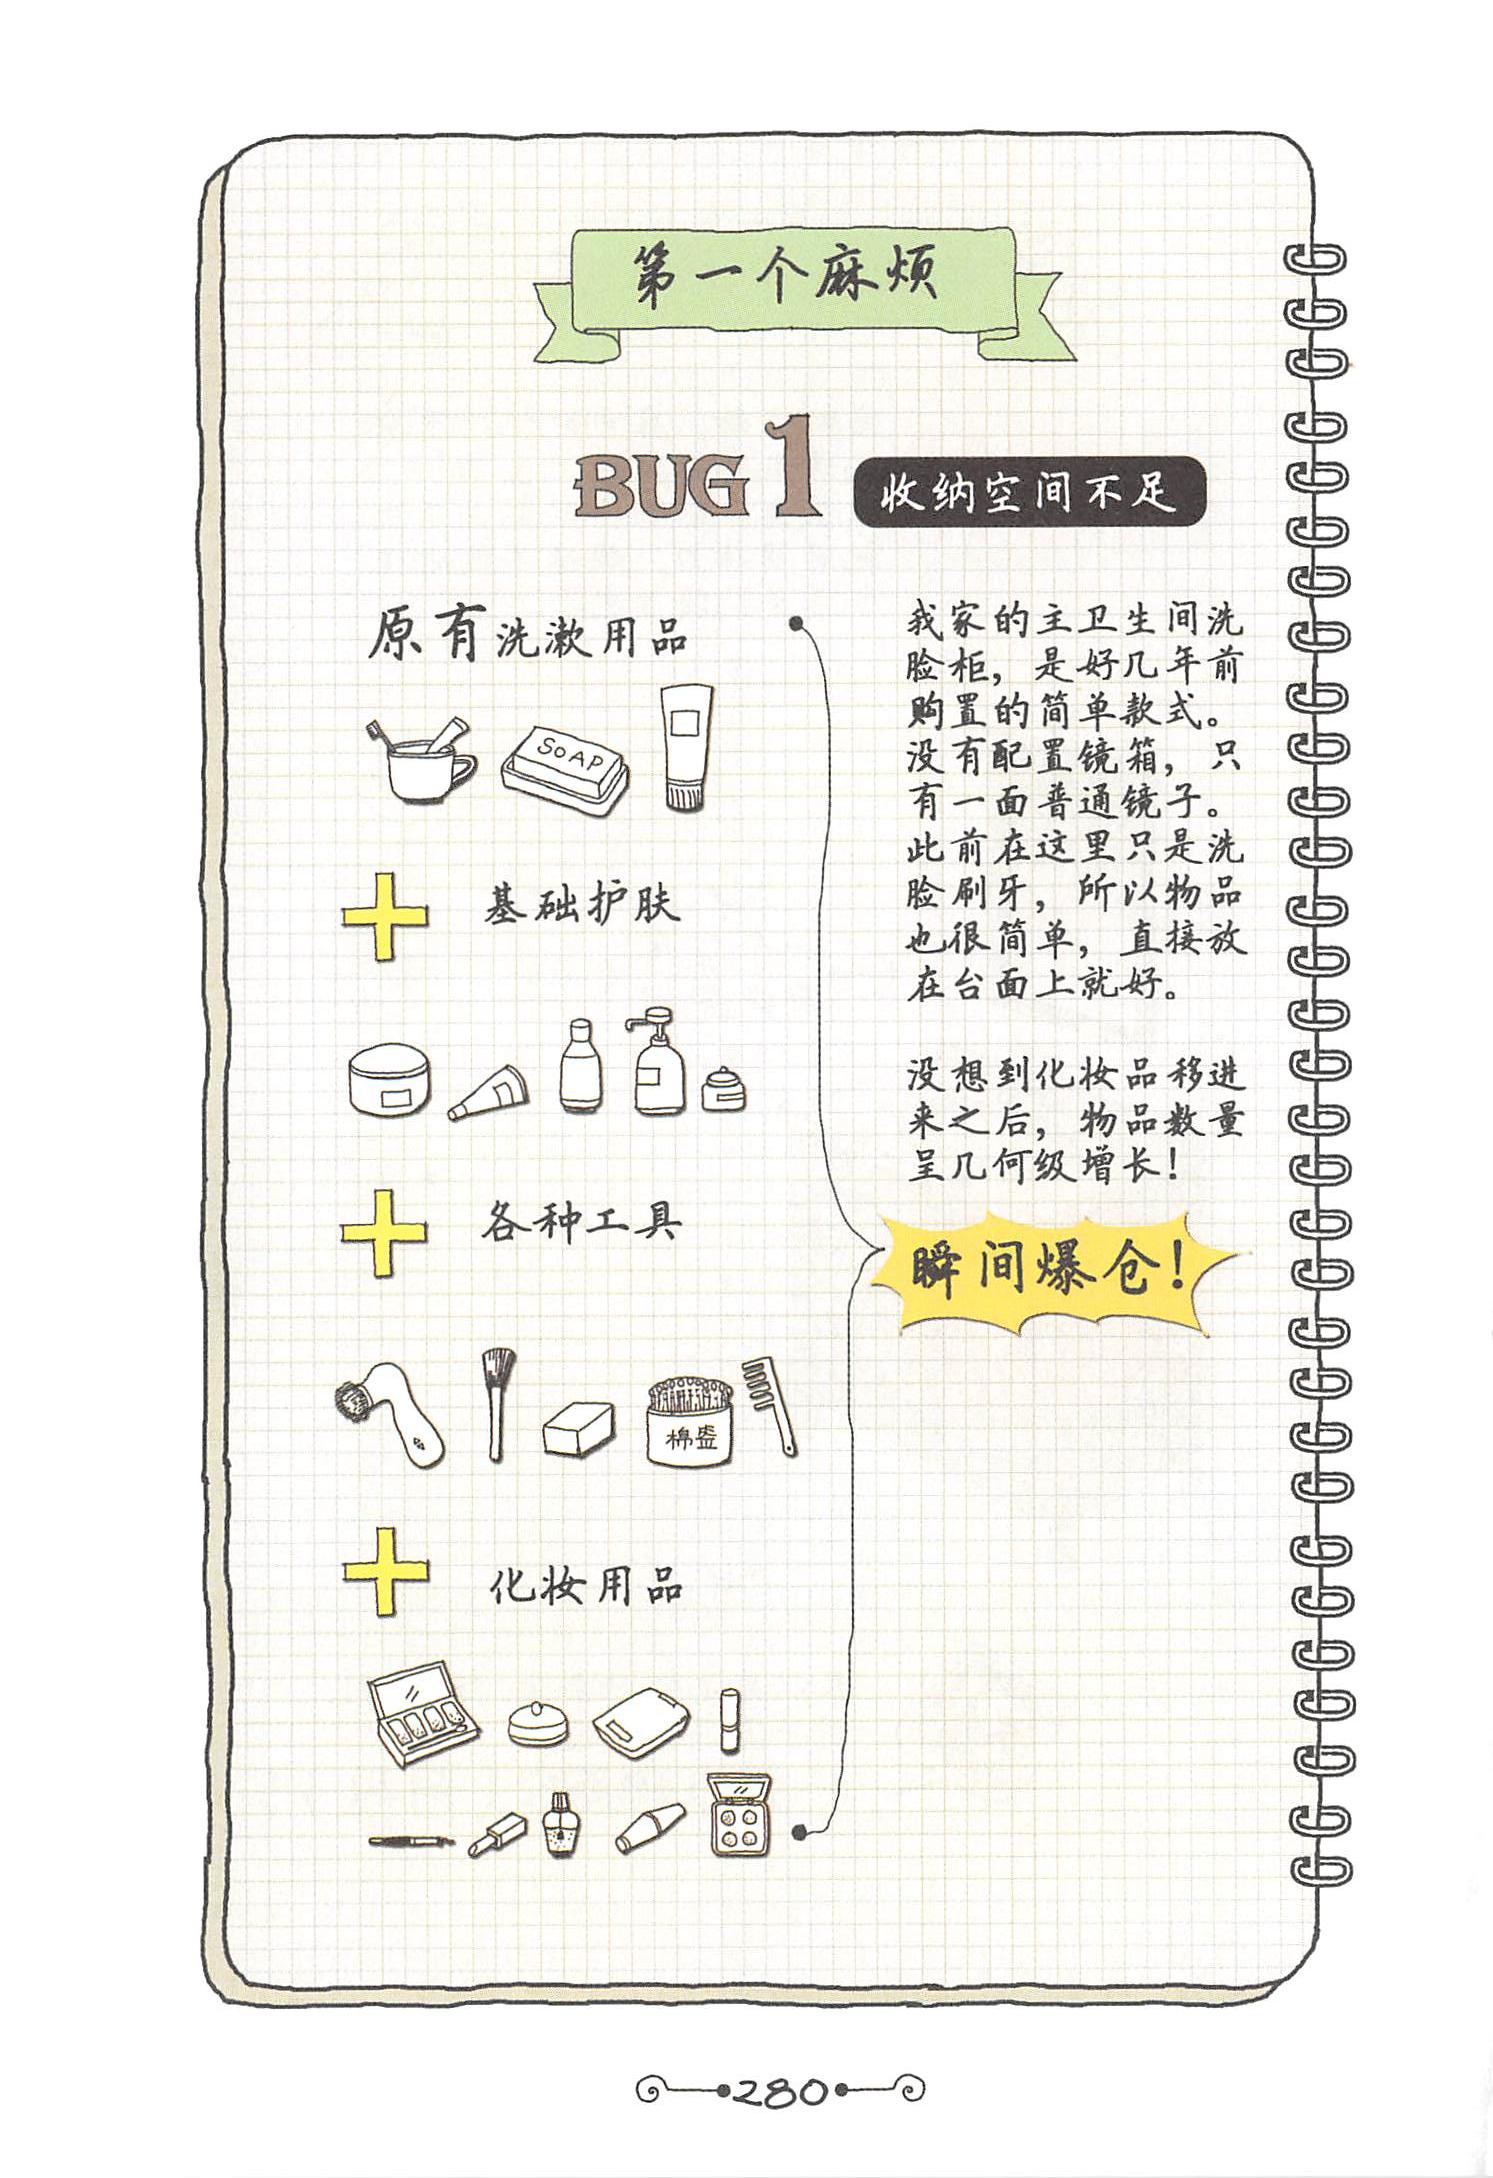 第一个麻烦
BUG 1 收纳空间不足
原有洗漱用品
SOAP
基础护肤
各种工具
棉盒
化妆用品
我家的主卫生间洗
脸柜，是好几年前
购置的简单款式。
没有配置镜箱，只
有一面普通镜子。
此前在这里只是洗
脸刷牙，所以物品
也很简单，直接放
在台面上就好。
没想到化妆品移进
来之后，物品数量
呈几何级增长！
瞬间爆仓！
280